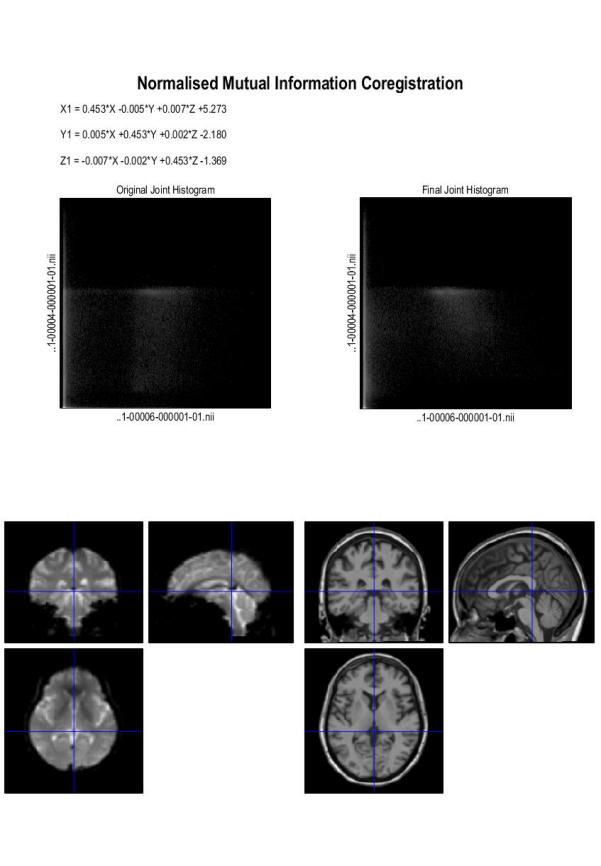 Normalised Mutual Information Coregistration
X1 = 0.453*X -0.005*Y +0.007*Z +5.273
Y1 = 0.005*X +0.453*Y +0.002*Z -2.180
Z1 = -0.007*X -0.002*Y +0.453*Z -1.369
Original Joint Histogram
..1-00004-000001-01.nii
..1-00006-000001-01.nii
Final Joint Histogram
..1-00004-000001-01.nii
..1-00006-000001-01.nii